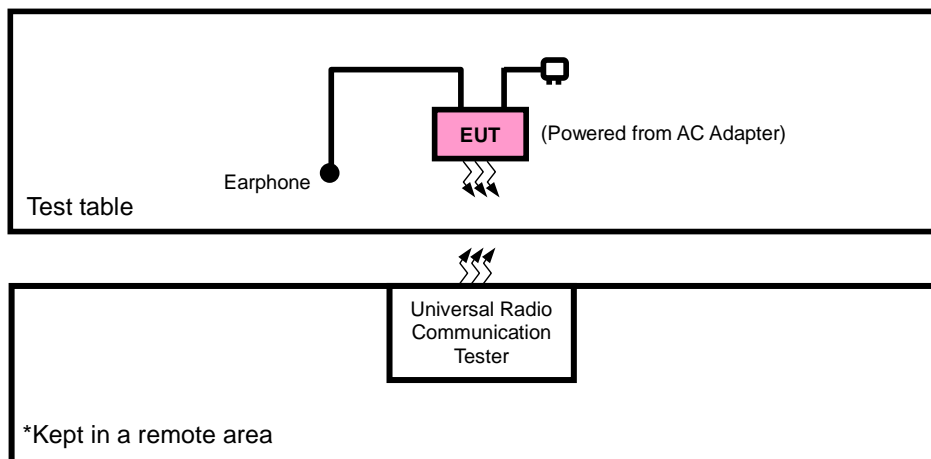 EUT
(Powered from AC Adapter)
Earphone
Test table
Universal Radio
Communication
Tester
*Kept in a remote area